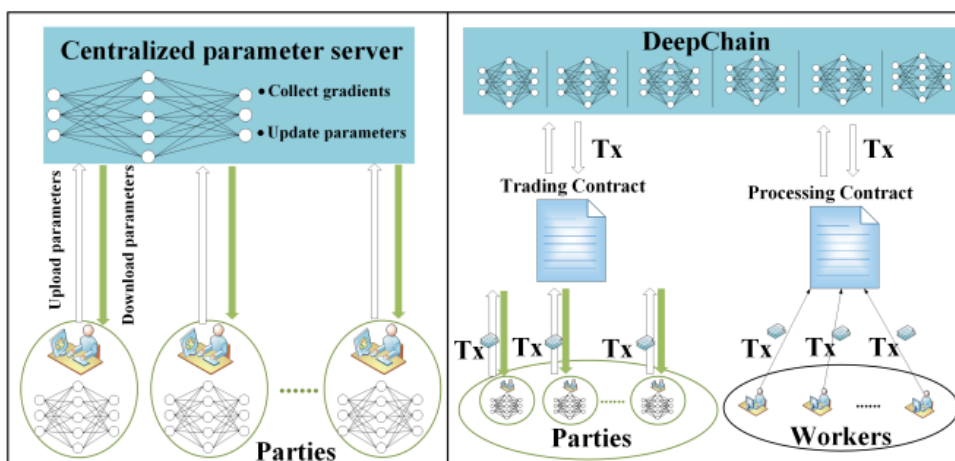 Centralized parameter server
• Collect gradients
• Update parameters
Upload parameters
Download parameters
......
Parties
DeepChain
Tx
Tx
Trading Contract
Processing Contract
Tx
Tx
Tx
Tx
Tx
Tx
......
......
Parties
Workers